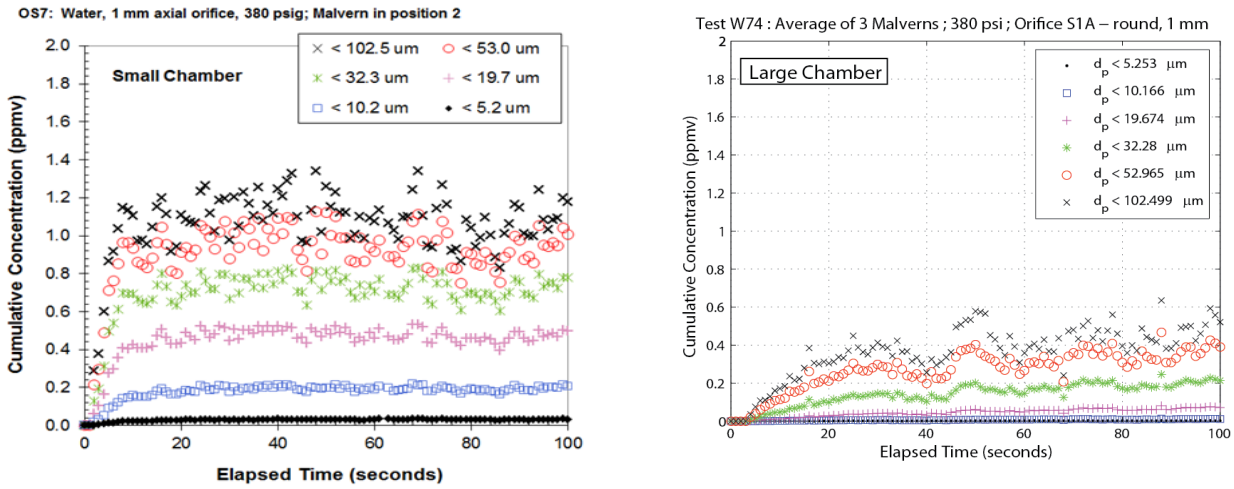 OS7: Water, 1 mm axial orifice, 380 psig; Malvern in position 2
2.0
1.8
1.6
1.4
1.2
1.0
0.8
0.6
0.4
0.2
0.0
Cumulative Concentration (ppmv)
Small Chamber
< 102.5 um < 53.0 um
< 32.3 um < 19.7 um
< 10.2 um < 5.2 um
0 20 40 60 80 100
Elapsed Time (seconds)
Test W74 : Average of 3 Malverns ; 380 psi ; Orifice S1A – round, 1 mm
2
1.8
1.6
1.4
1.2
1
0.8
0.6
0.4
0.2
0
Cumulative Concentration (ppmv)
Large Chamber
dp < 5.253 μm
dp < 10.166 μm
dp < 19.674 μm
dp < 32.28 μm
dp < 52.965 μm
dp < 102.499 μm
0 20 40 60 80 100
Elapsed Time (seconds)